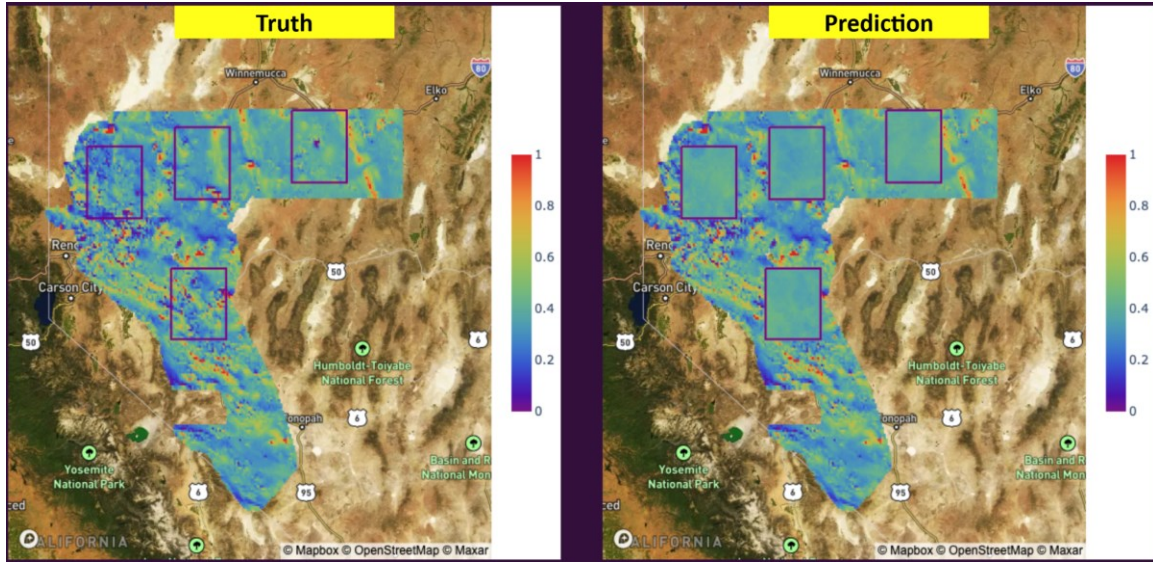 Truth
Winnemucca
80
Elko
1
0.8
0.6
0.4
0.2
0
Reno
50
Carson City
50
6
Humboldt-Toiyabe
National Forest
6
Yosemite
National Park
Basin and R
National Mon
6
95
CALIFORNIA
© Mapbox © OpenStreetMap © Maxar
Prediction
Winnemucca
80
Elko
1
0.8
0.6
0.4
0.2
0
Reno
50
Carson City
50
6
Humboldt-Toiyabe
National Forest
6
Yosemite
National Park
Basin and R
National Mon
6
95
CALIFORNIA
© Mapbox © OpenStreetMap © Maxar